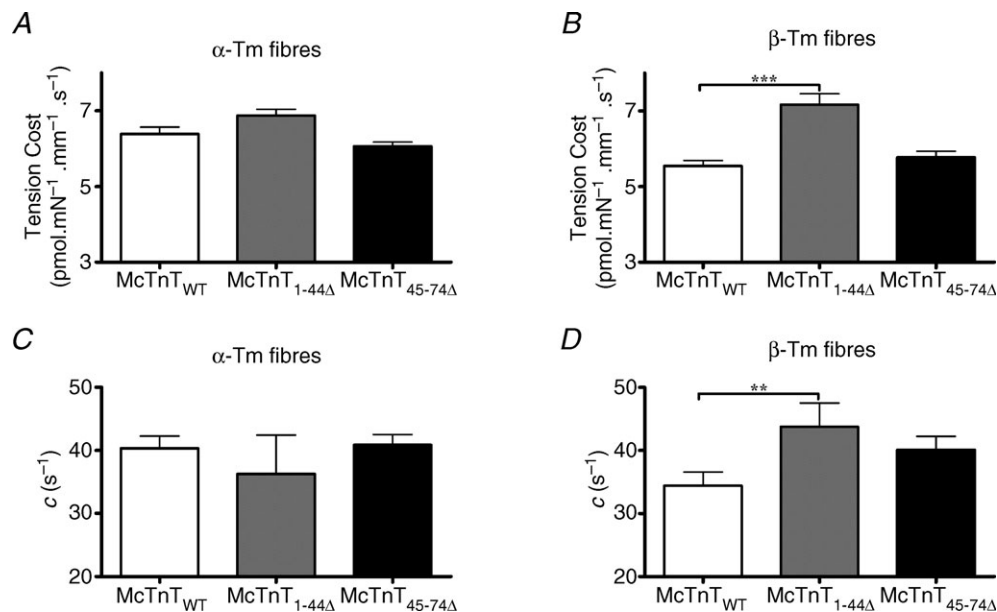 A
α-Tm fibres
Tension Cost
(pmol.mN⁻¹ .mm⁻¹ .s⁻¹)
7
5
3
McTnT_WT McTnT_1-44Δ McTnT_45-74Δ
B
β-Tm fibres
***
Tension Cost
(pmol.mN⁻¹ .mm⁻¹ .s⁻¹)
7
5
3
McTnT_WT McTnT_1-44Δ McTnT_45-74Δ
C
α-Tm fibres
c (s⁻¹)
50
40
30
20
McTnT_WT McTnT_1-44Δ McTnT_45-74Δ
D
β-Tm fibres
**
c (s⁻¹)
50
40
30
20
McTnT_WT McTnT_1-44Δ McTnT_45-74Δ